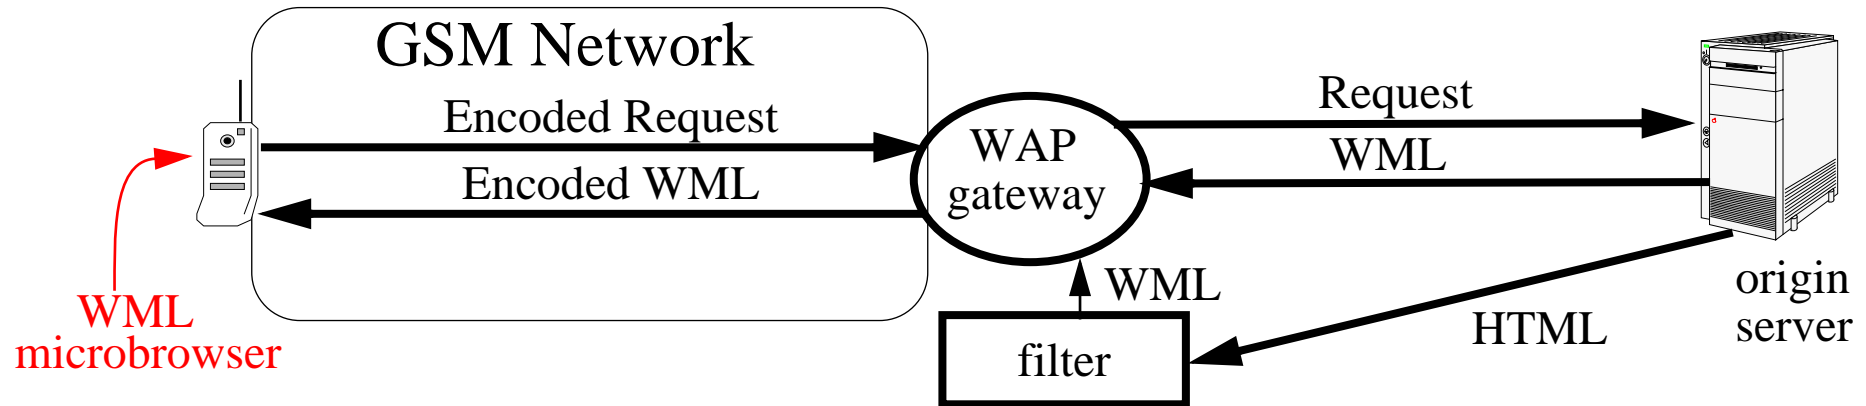 GSM Network
Encoded Request
Encoded WML
WML
microbrowser
WAP
gateway
Request
WML
WML
filter
HTML
origin
server